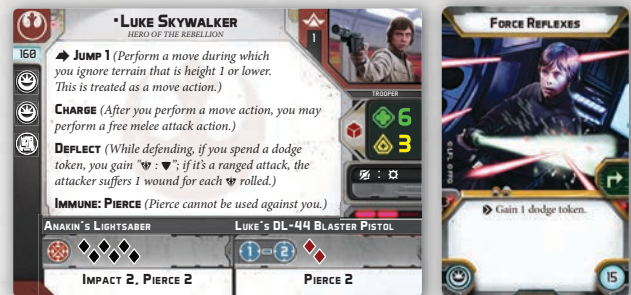 •Luke Skywalker
HERO OF THE REBELLION
160
1
Jump 1 (Perform a move during which
you ignore terrain that is height 1 or lower.
This is treated as a move action.)
Charge (After you perform a move action, you may
perform a free melee attack action.)
Deflect (While defending, if you spend a dodge
token, you gain " : "; if it's a ranged attack, the
attacker suffers 1 wound for each rolled.)
Immune: Pierce (Pierce cannot be used against you.)
TROOPER
6
3
:
Anakin's Lightsaber
Impact 2, Pierce 2
Luke's DL-44 Blaster Pistol
1-2
Pierce 2
Force Reflexes
Gain 1 dodge token.
15